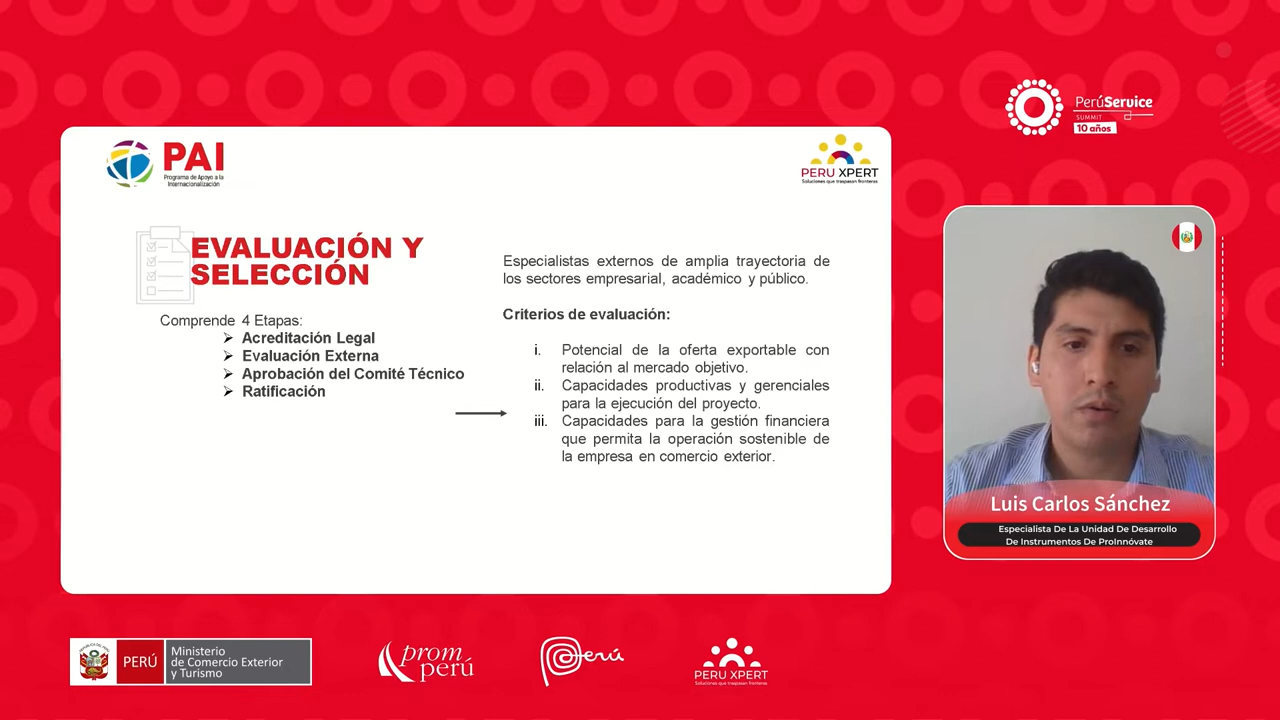 PerúService
SUMMIT
10 años
PAI
Programa de Apoyo a la
Internacionalización
PERU XPERT
Soluciones que traspasan fronteras
EVALUACIÓN Y
SELECCIÓN
Comprende 4 Etapas:
Acreditación Legal
Evaluación Externa
Aprobación del Comité Técnico
Ratificación
Especialistas externos de amplia trayectoria de
los sectores empresarial, académico y público.
Criterios de evaluación:
i. Potencial de la oferta exportable con
relación al mercado objetivo.
ii. Capacidades productivas y gerenciales
para la ejecución del proyecto.
iii. Capacidades para la gestión financiera
que permita la operación sostenible de
la empresa en comercio exterior.
Luis Carlos Sánchez
Especialista De La Unidad De Desarrollo
De Instrumentos De ProInnóvate
PERÚ
Ministerio
de Comercio Exterior
y Turismo
prom
perú
Perú
PERU XPERT
Soluciones que traspasan fronteras